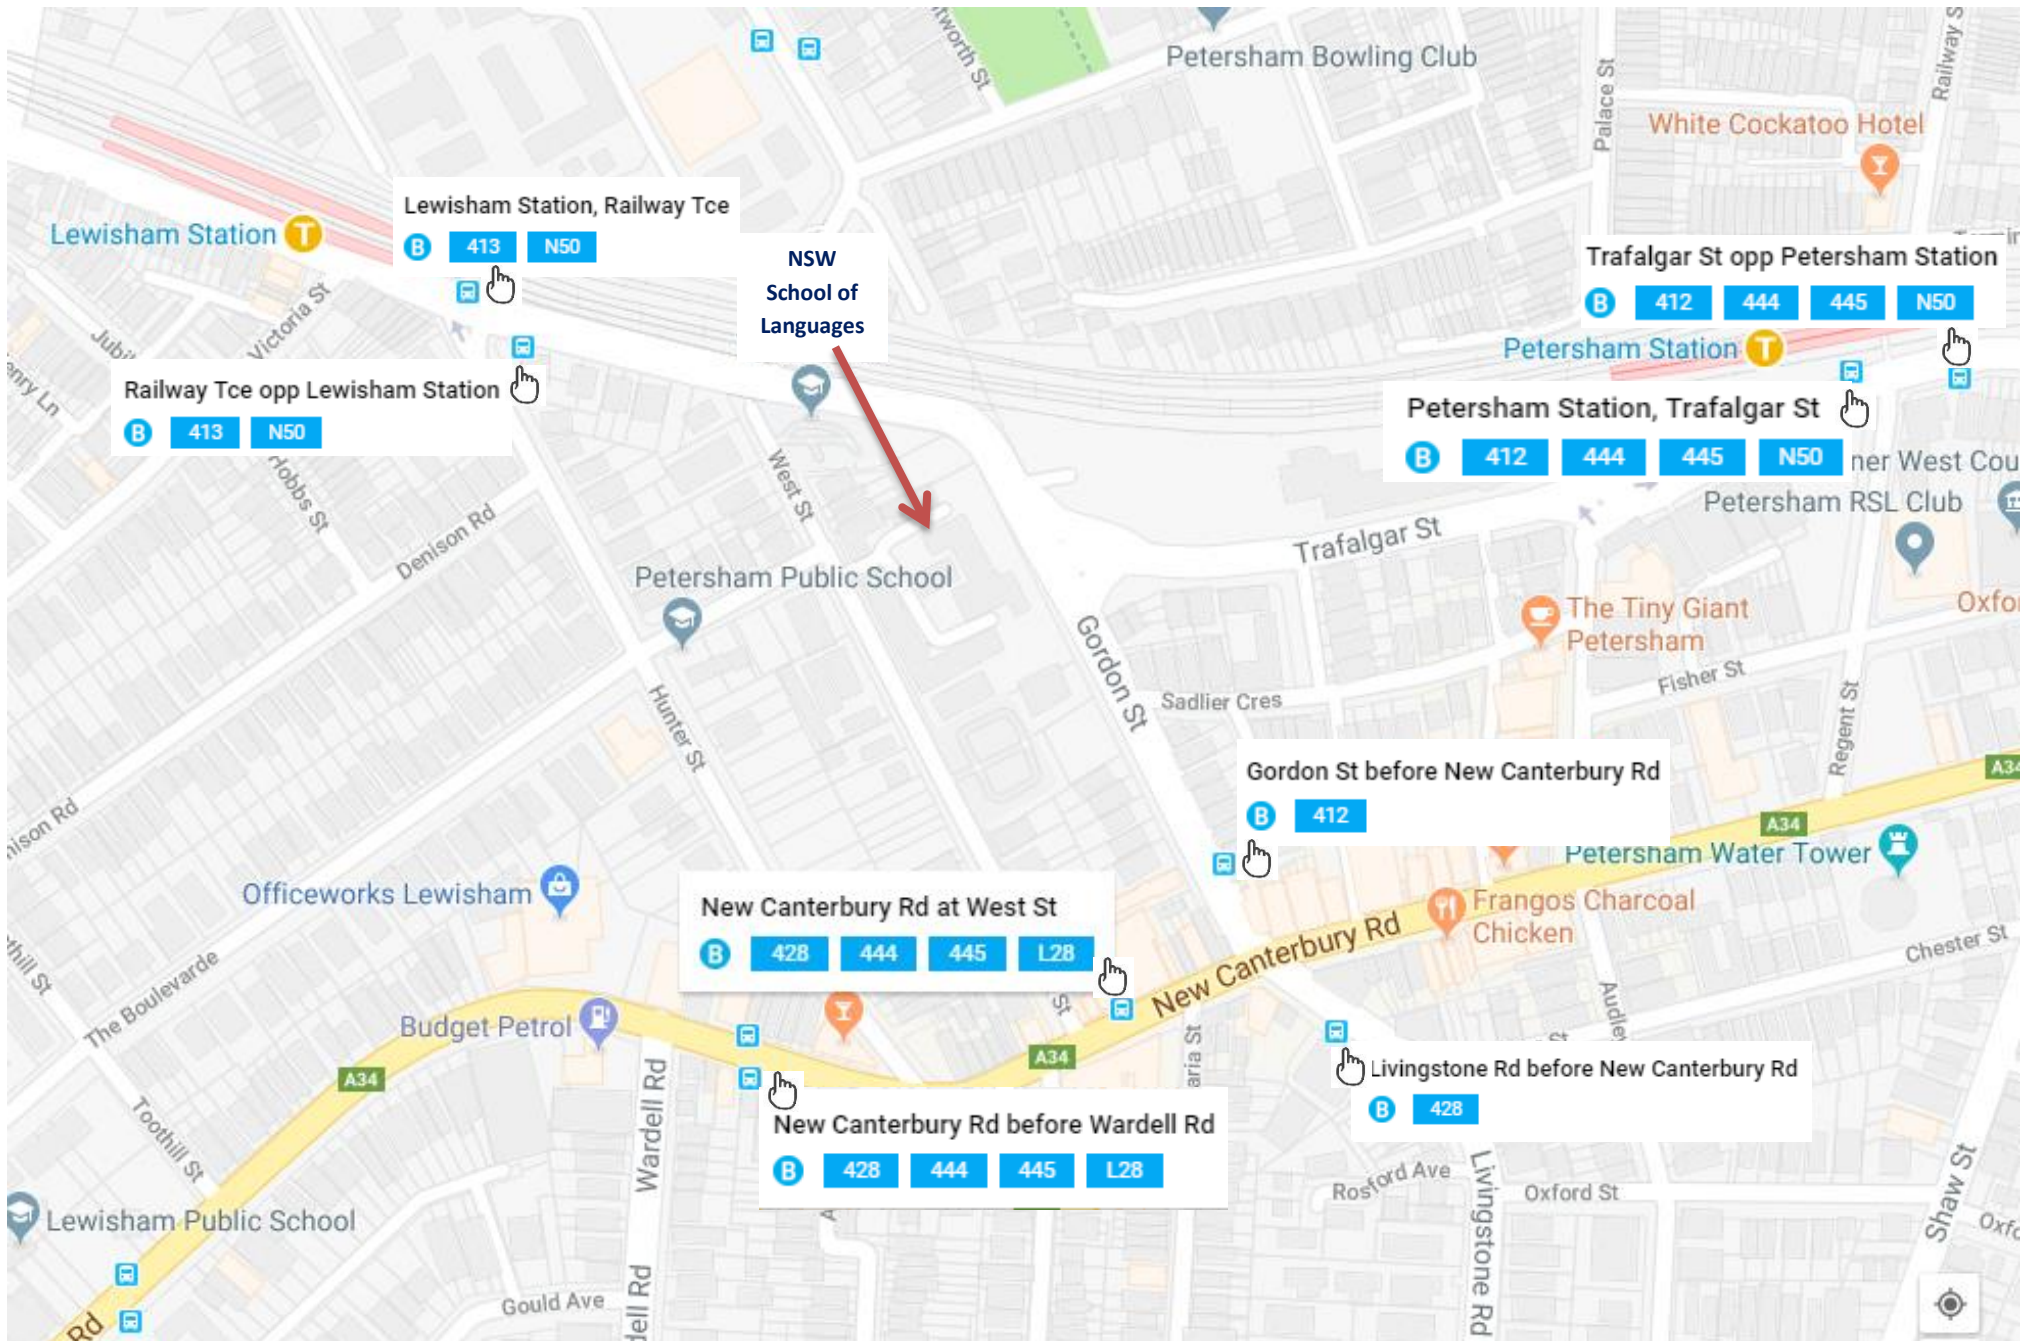 Petersham Bowling Club
Palace St
White Cockatoo Hotel
Lewisham Station, Railway Tce
B 413 N50
Lewisham Station T
NSW
School of
Languages
Trafalgar St opp Petersham Station
B 412 444 445 N50
Petersham Station T
Victoria St
Railway Tce opp Lewisham Station
B 413 N50
Petersham Station, Trafalgar St
B 412 444 445 N50
Petersham RSL Club
Hobbs St
Denison Rd
West St
Trafalgar St
Petersham Public School
The Tiny Giant
Petersham
Gordon St
Fisher St
Sadlier Cres
Hunter St
Regent St
Gordon St before New Canterbury Rd
B 412
A34
A34
Petersham Water Tower
Officeworks Lewisham
New Canterbury Rd at West St
B 428 444 445 L28
Frangos Charcoal
Chicken
New Canterbury Rd
Chester St
The Boulevarde
Budget Petrol
St
A34
A34
Wardell Rd
Livingstone Rd before New Canterbury Rd
B 428
New Canterbury Rd before Wardell Rd
B 428 444 445 L28
Toothill St
Rosford Ave
Oxford St
Livingstone Rd
Shaw St
Lewisham Public School
Gould Ave
Rd